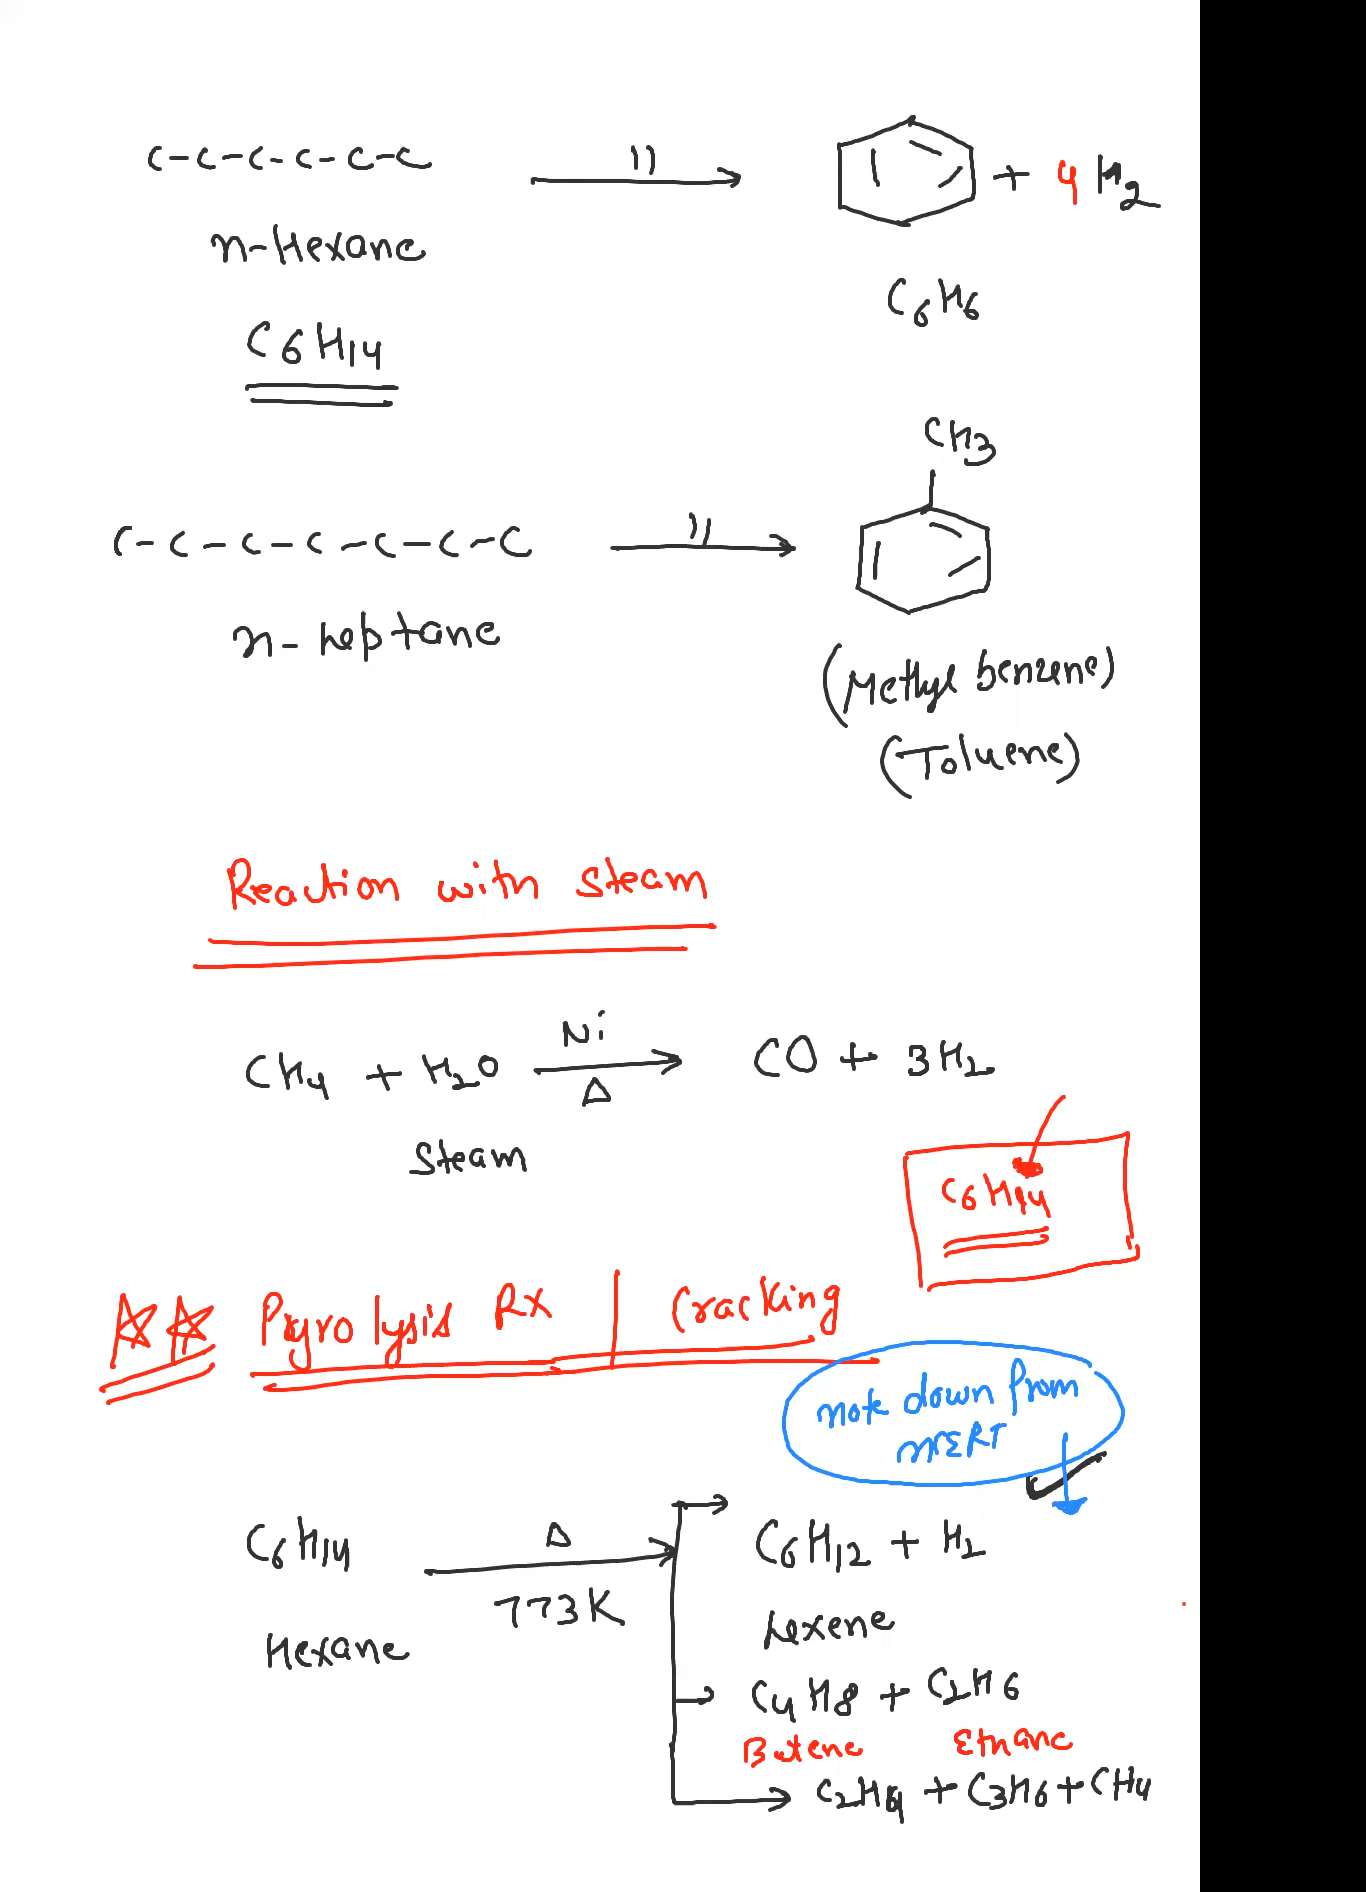 C-C-C-C-C-C → + 4 H2
n-Hexane
C6H6
C6H14
CH3
C-C-C-C-C-C-C →
n-heptane
(Methyl benzene)
(Toluene)
Reaction with steam
Ni
CH4 + H2O → CO + 3H2
Δ
Steam
C6H14
Pyrolysis Rx | Cracking
note down from
NCERT
C6H14 Δ → C6H12 + H2
773K
Hexane
hexene
→ C4H8 + C2H6
Butene Ethane
→ C2H4 + C3H6 + CH4